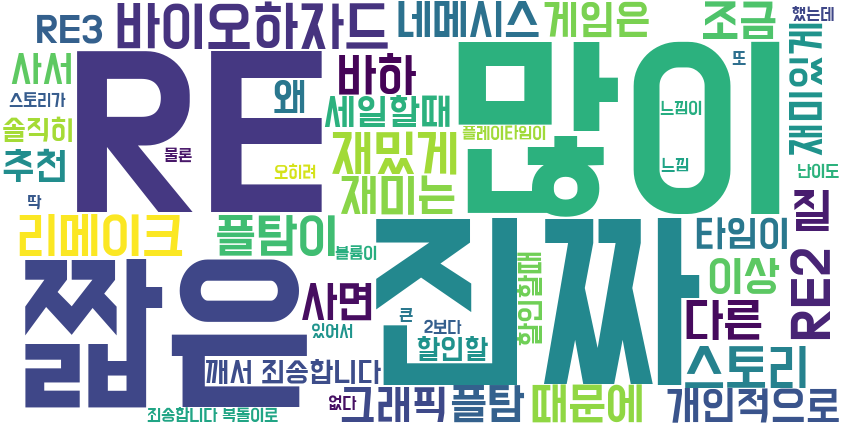 RE3 바이오하자드 네메시스 게임은 조금 했는데
사서 RE 바하 왜 많이 또 재미있게
스토리가 세일할때 느낌이
솔직히 플레이타임이
추천 물론 오히려 재밌게 느낌 난이도
딱 재미는 질
리메이크 플탐이 진짜 타임이
볼륨이 RE2
짧은 사면 할인할때 이상
있어서 큰 2보다 다른
할인할
깨서 죄송합니다 스토리
죄송합니다 복돌이로 없다 그래픽 플탐 때문에 개인적으로